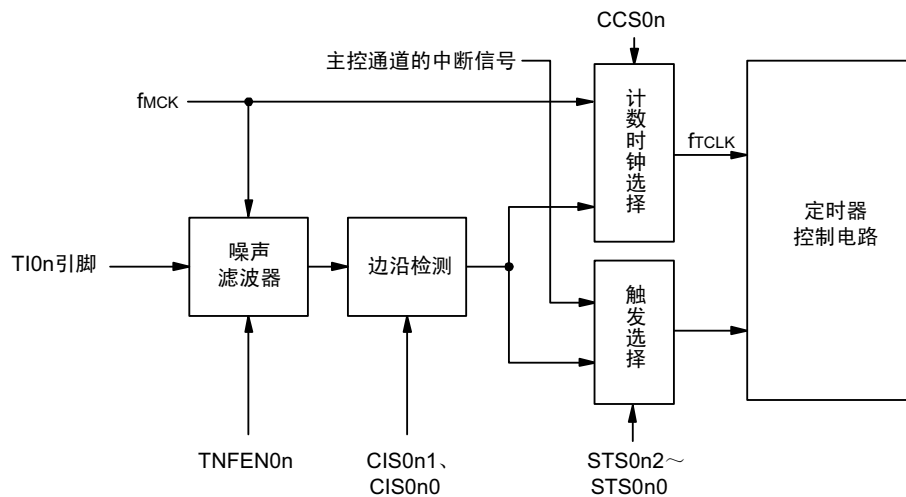 CCS0n
主控通道的中断信号
fMCK
计数时钟选择
fTCLK
定时器
控制电路
TI0n引脚
噪声
滤波器
边沿检测
触发选择
TNFEN0n
CIS0n1、
CIS0n0
STS0n2～
STS0n0